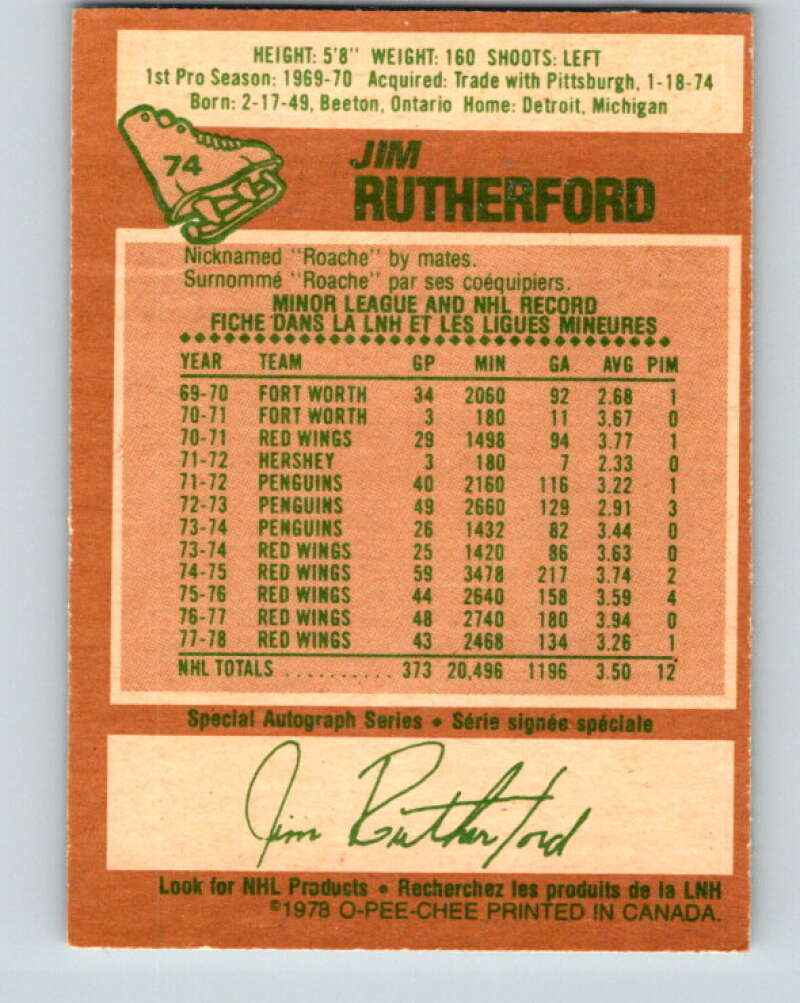 HEIGHT: 5'8" WEIGHT: 160 SHOOTS: LEFT
1st Pro Season: 1969-70 Acquired: Trade with Pittsburgh, 1-18-74
Born: 2-17-49, Beeton, Ontario Home: Detroit, Michigan
74
JIM
RUTHERFORD
Nicknamed "Roache" by mates.
Surnommé "Roache" par ses coéquipiers.
MINOR LEAGUE AND NHL RECORD
FICHE DANS LA LNH ET LES LIGUES MINEURES
YEAR TEAM GP MIN GA AVG PIM
69-70 FORT WORTH 34 2060 92 2.68 1
70-71 FORT WORTH 3 180 11 3.67 0
70-71 RED WINGS 29 1498 94 3.77 1
71-72 HERSHEY 3 180 7 2.33 0
71-72 PENGUINS 40 2160 116 3.22 1
72-73 PENGUINS 49 2660 129 2.91 3
73-74 PENGUINS 26 1432 82 3.44 0
73-74 RED WINGS 25 1420 86 3.63 0
74-75 RED WINGS 59 3478 217 3.74 2
75-76 RED WINGS 44 2640 158 3.59 4
76-77 RED WINGS 48 2740 180 3.94 0
77-78 RED WINGS 43 2468 134 3.26 1
NHL TOTALS .......... 373 20,496 1196 3.50 12
Special Autograph Series • Série signée spéciale
Jim Rutherford
Look for NHL Products • Recherchez les produits de la LNH
©1978 O-PEE-CHEE PRINTED IN CANADA.